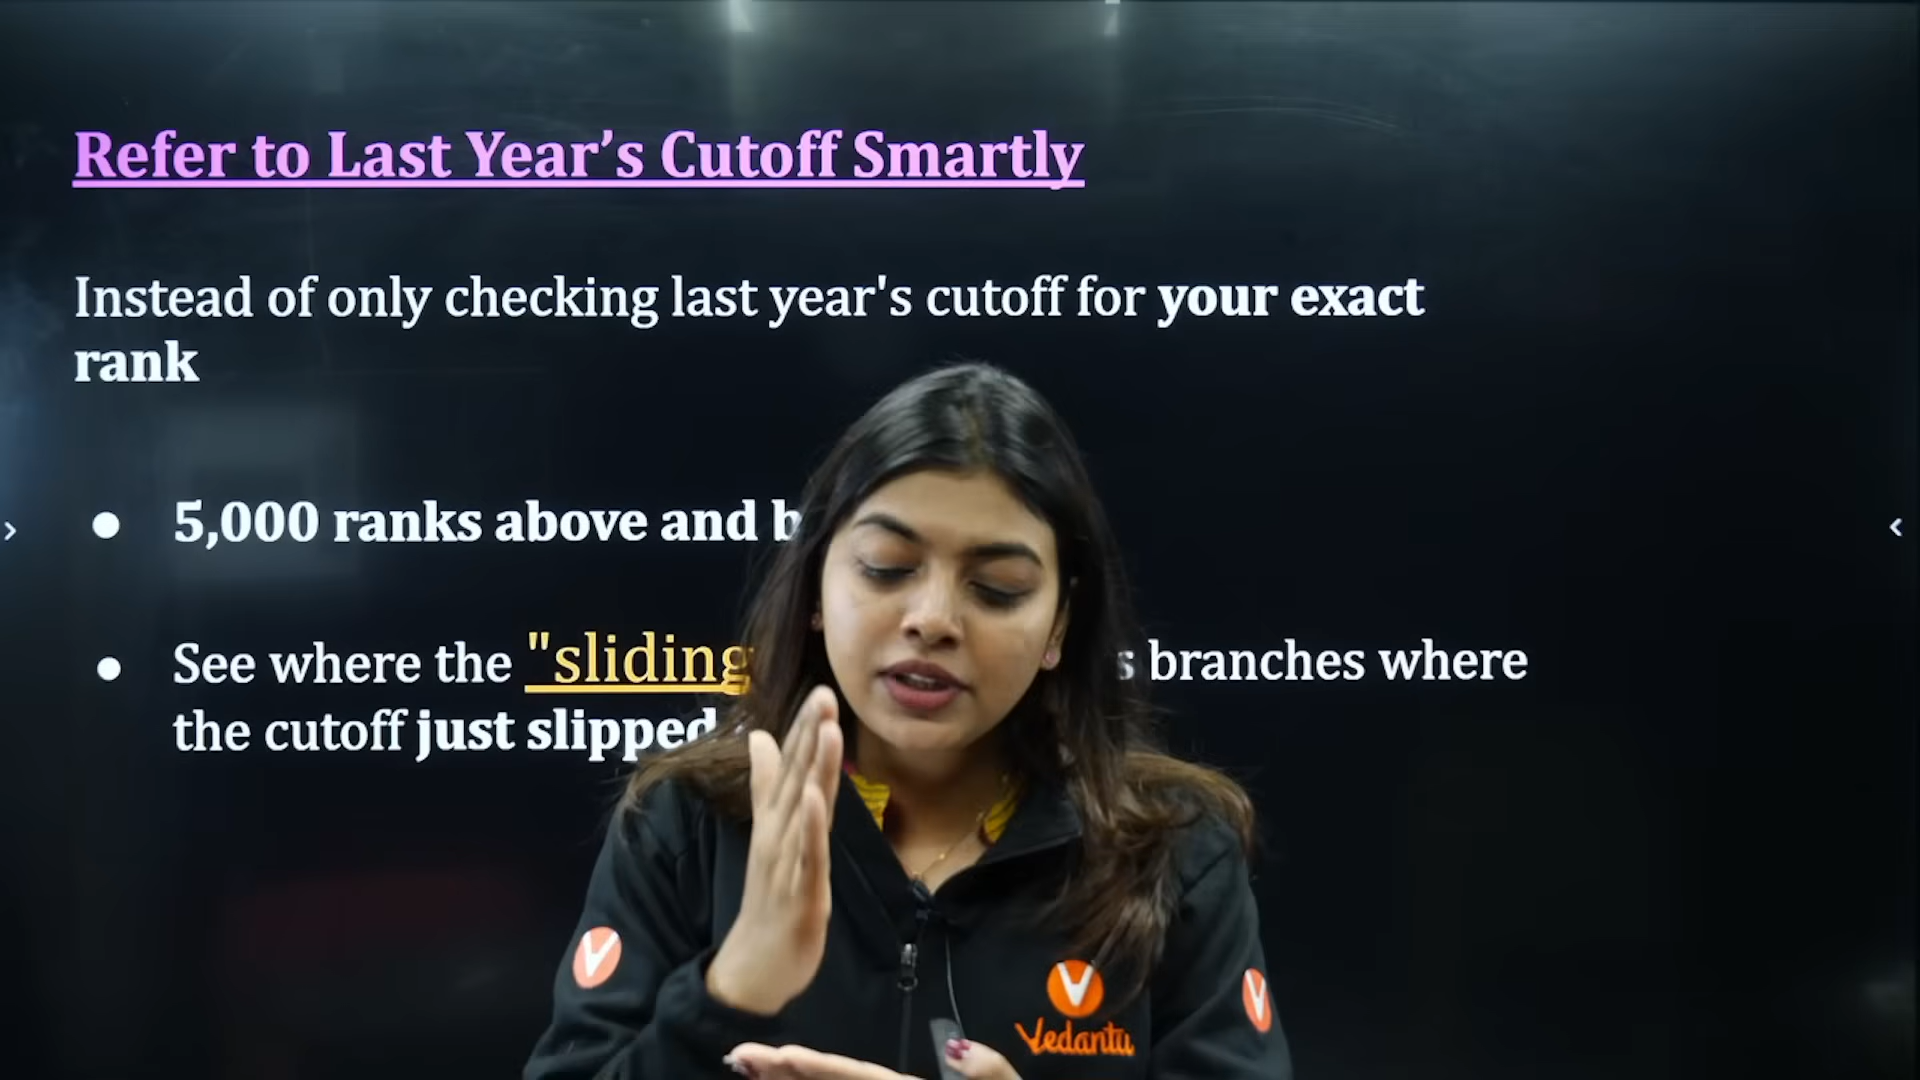 Refer to Last Year’s Cutoff Smartly
Instead of only checking last year's cutoff for your exact
rank
● 5,000 ranks above and
● See where the "sliding branches where
the cutoff just slipped
Vedantu